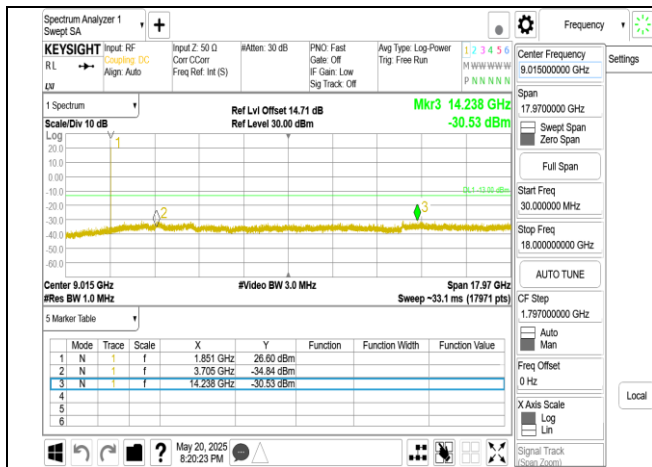 Spectrum Analyzer 1
Swept SA
Frequency
KEYSIGHT
Input: RF
Input Z: 50 Ω
#Atten: 30 dB
PNO: Fast
Avg Type: Log-Power
1 2 3 4 5 6
RL
Coupling: DC
Corr CCorr
Gate: Off
Trig: Free Run
M W W W W W
Align: Auto
Freq Ref: Int (S)
IF Gain: Low
Sig Track: Off
P N N N N N
LXI
Center Frequency
9.015000000 GHz
Settings
Span
17.9700000 GHz
Swept Span
Zero Span
Full Span
Start Freq
30.000000 MHz
Stop Freq
18.000000000 GHz
AUTO TUNE
CF Step
1.797000000 GHz
Auto
Man
Freq Offset
0 Hz
X Axis Scale
Log
Lin
Local
Signal Track
(Span Zoom)
1 Spectrum
Ref Lvl Offset 14.71 dB
Mkr3 14.238 GHz
Scale/Div 10 dB
Ref Level 30.00 dBm
-30.53 dBm
Log
1
20.0
10.0
0.00
-10.0
DL1 -13.00 dBm
-20.0
2
3
-30.0
-40.0
-50.0
-60.0
Center 9.015 GHz
#Video BW 3.0 MHz
Span 17.97 GHz
#Res BW 1.0 MHz
Sweep ~33.1 ms (17971 pts)
5 Marker Table
Mode Trace Scale X Y Function Function Width Function Value
1 N 1 f 1.851 GHz 26.60 dBm
2 N 1 f 3.705 GHz -34.84 dBm
3 N 1 f 14.238 GHz -30.53 dBm
4
5
6
?
May 20, 2025
8:20:23 PM